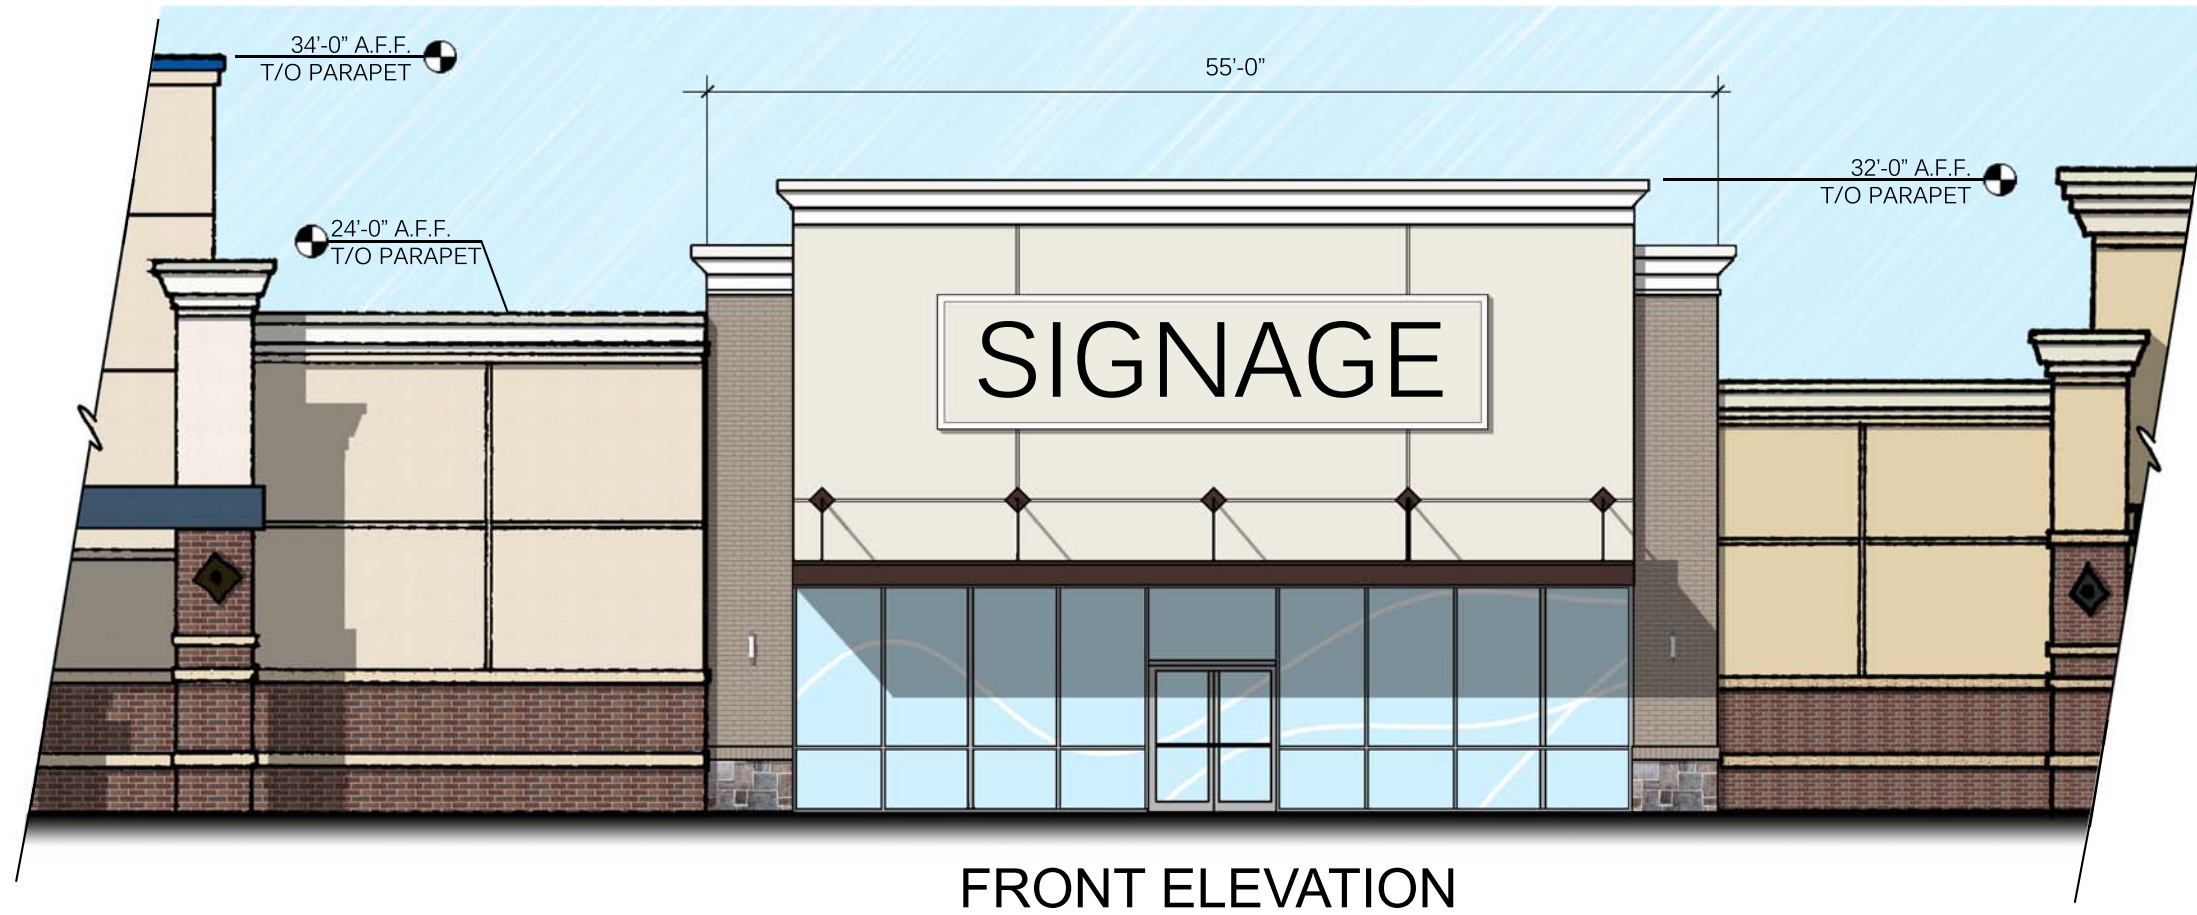 34'-0” A.F.F.
T/O PARAPET
55'-0”
32'-0” A.F.F.
T/O PARAPET
24'-0” A.F.F.
T/O PARAPET
SIGNAGE
FRONT ELEVATION